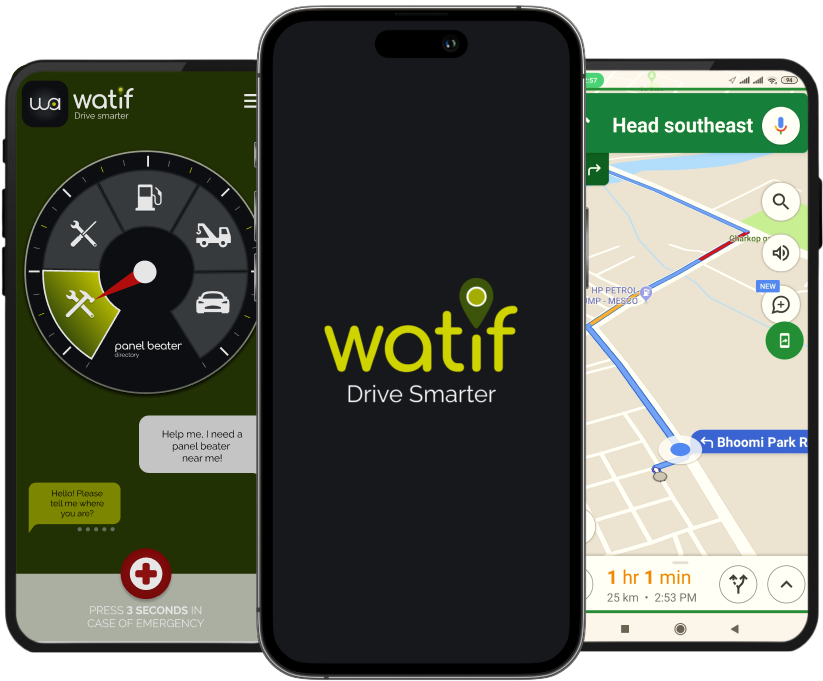 wa watif
Drive smarter
panel beater
directory
Help me, I need a
panel beater
near me!
Hello! Please
tell me where
you are?
PRESS 3 SECONDS IN
CASE OF EMERGENCY
watif
Drive Smarter
:57
94
Head southeast
Charkop
HP PETROL
UMP - MESCO
NEW
Bhoomi Park R
1 hr 1 min
25 km • 2:53 PM